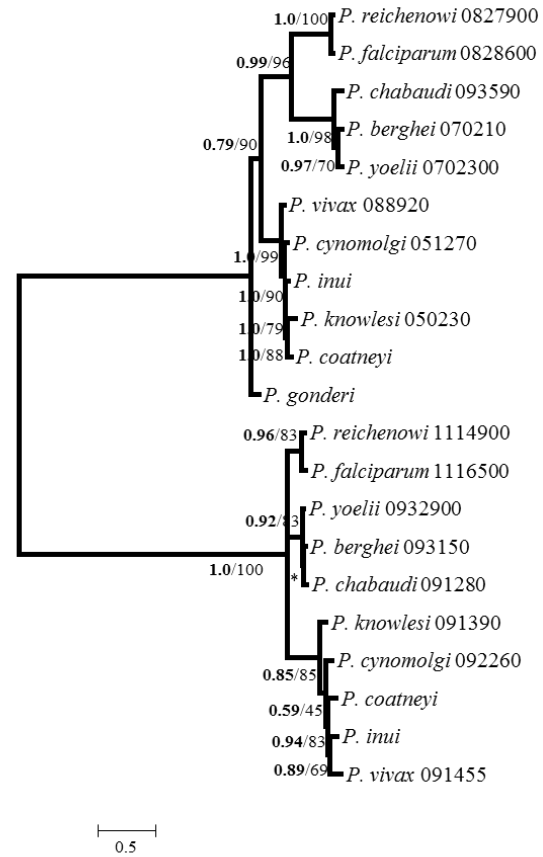 1.0/100
P. reichenowi 0827900
0.99/96
P. falciparum 0828600
P. chabaudi 093590
1.0/98
P. berghei 070210
0.79/90
0.97/70
P. yoelii 0702300
P. vivax 088920
1.0/99
P. cynomolgi 051270
P. inui
1.0/90
P. knowlesi 050230
1.0/79
1.0/88
P. coatneyi
P. gonderi
0.96/83
P. reichenowi 1114900
P. falciparum 1116500
P. yoelii 0932900
0.92/83
P. berghei 093150
1.0/100
*
P. chabaudi 091280
P. knowlesi 091390
P. cynomolgi 092260
0.85/85
P. coatneyi
0.59/45
P. inui
0.94/83
0.89/69
P. vivax 091455
0.5